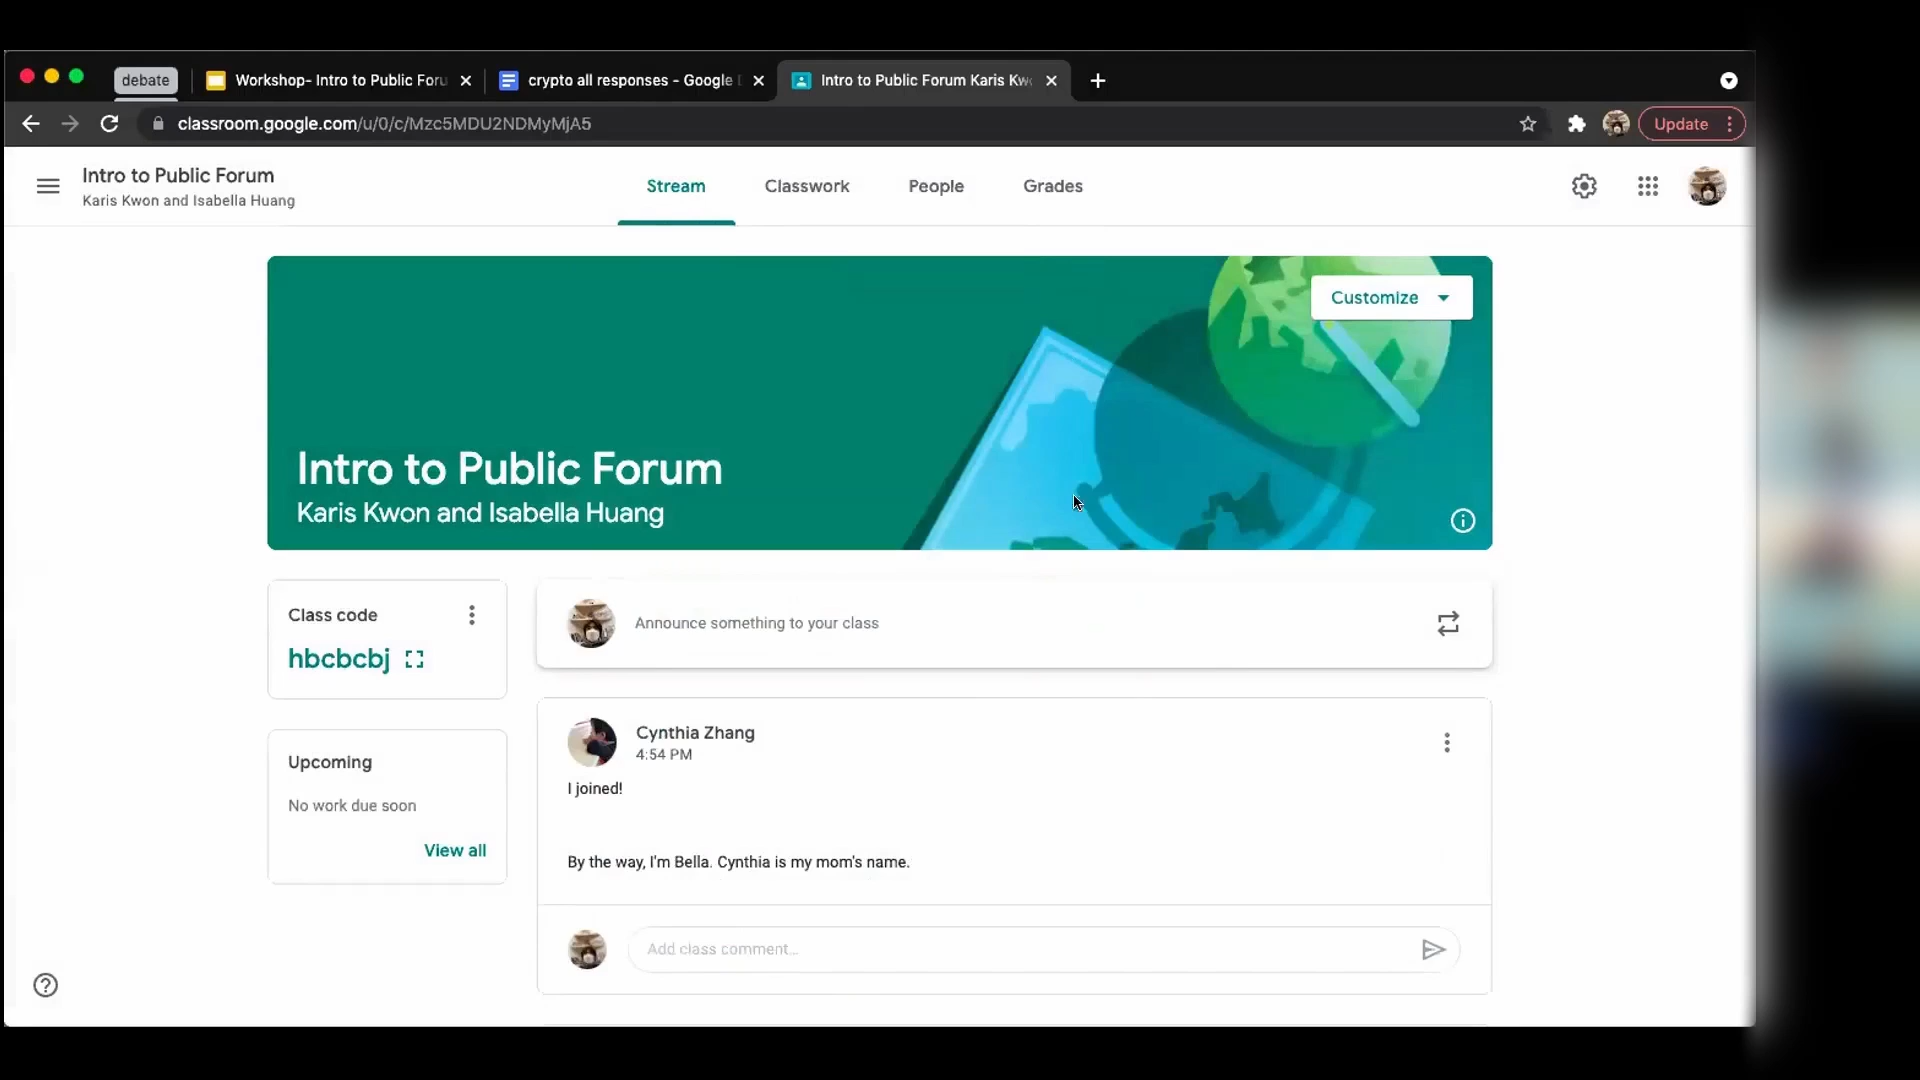 debate
Workshop- Intro to Public Foru
crypto all responses - Google
Intro to Public Forum Karis Kw
classroom.google.com/u/0/c/Mzc5MDU2NDMyMjA5
Update
Intro to Public Forum
Karis Kwon and Isabella Huang
Stream
Classwork
People
Grades
Customize
Intro to Public Forum
Karis Kwon and Isabella Huang
Class code
hbcbcbj
Announce something to your class
Upcoming
No work due soon
View all
Cynthia Zhang
4:54 PM
I joined!
By the way, I'm Bella. Cynthia is my mom's name.
Add class comment…